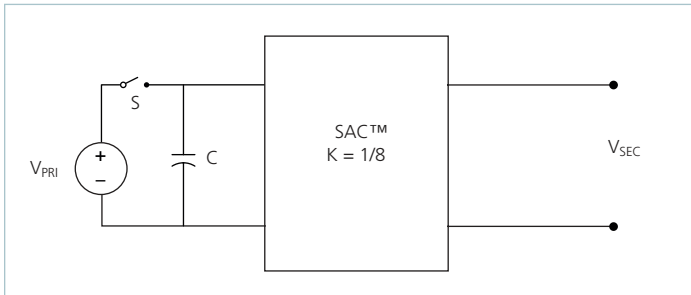 S
SAC™
K = 1/8
V_PRI
+
–
C
V_SEC